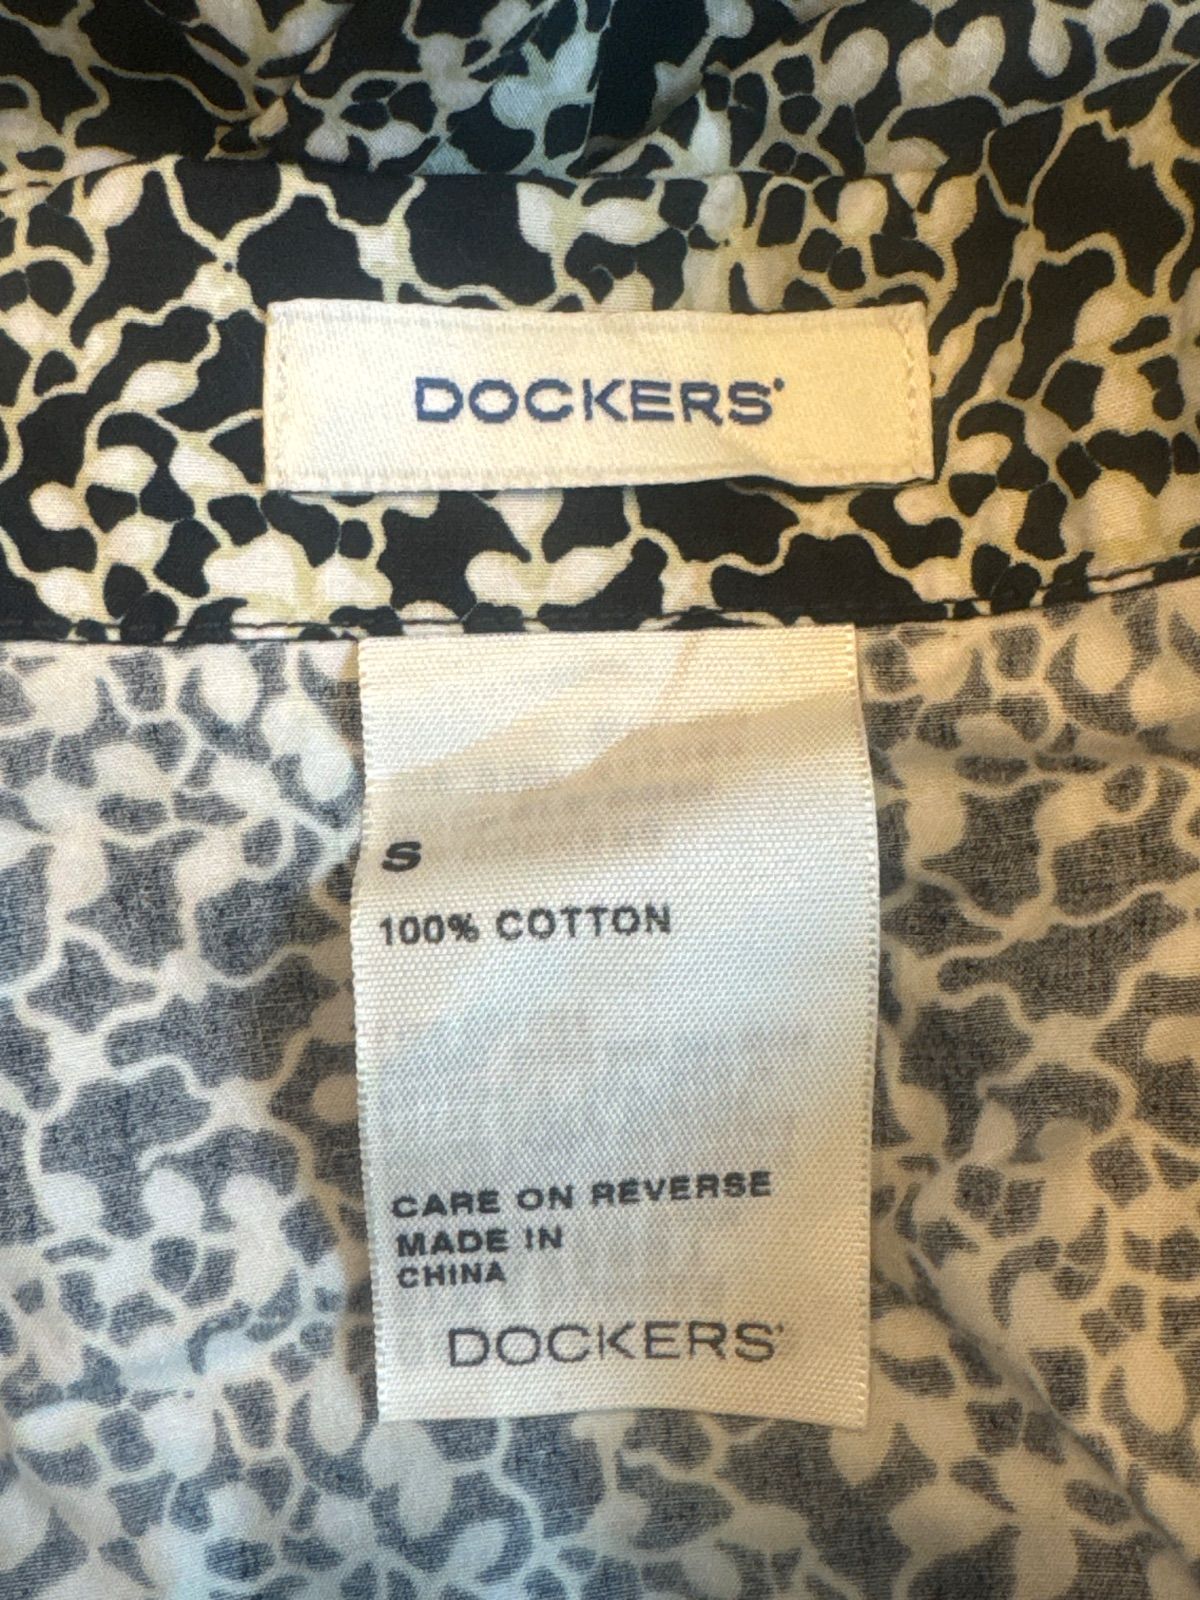 DOCKERS®
S
100% COTTON
CARE ON REVERSE
MADE IN
CHINA
DOCKERS®